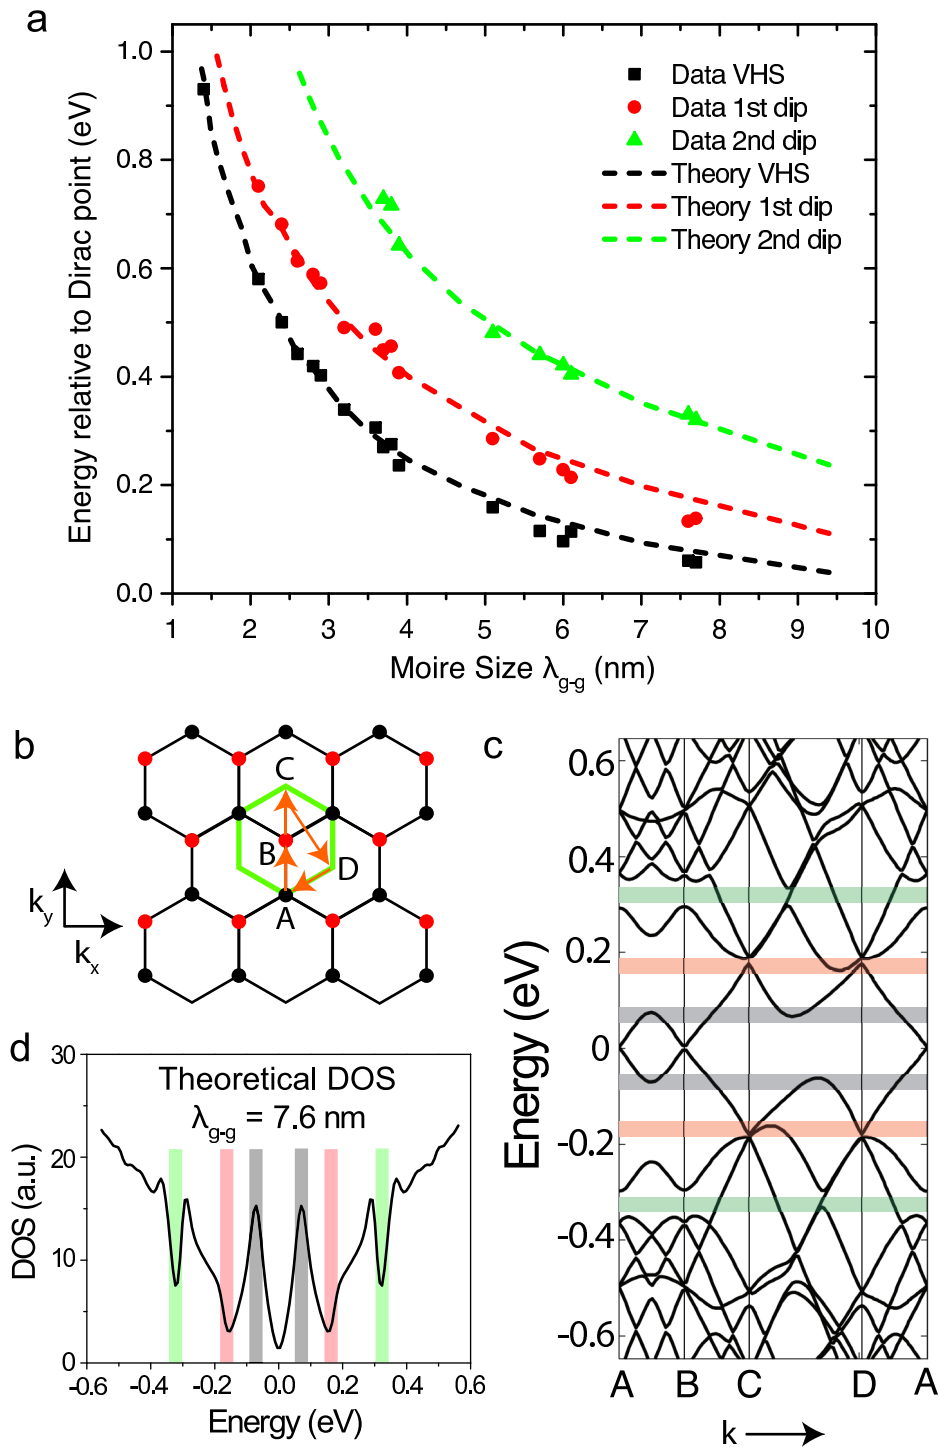 a
Energy relative to Dirac point (eV)
1.0
0.8
0.6
0.4
0.2
0.0
Data VHS
Data 1st dip
Data 2nd dip
Theory VHS
Theory 1st dip
Theory 2nd dip
1 2 3 4 5 6 7 8 9 10
Moire Size λg-g (nm)
b
C
B
D
A
ky
kx
c
Energy (eV)
0.6
0.4
0.2
0
-0.2
-0.4
-0.6
A B C D A
k
d
Theoretical DOS
λg-g = 7.6 nm
DOS (a.u.)
30
20
10
0
-0.6 -0.4 -0.2 0.0 0.2 0.4 0.6
Energy (eV)